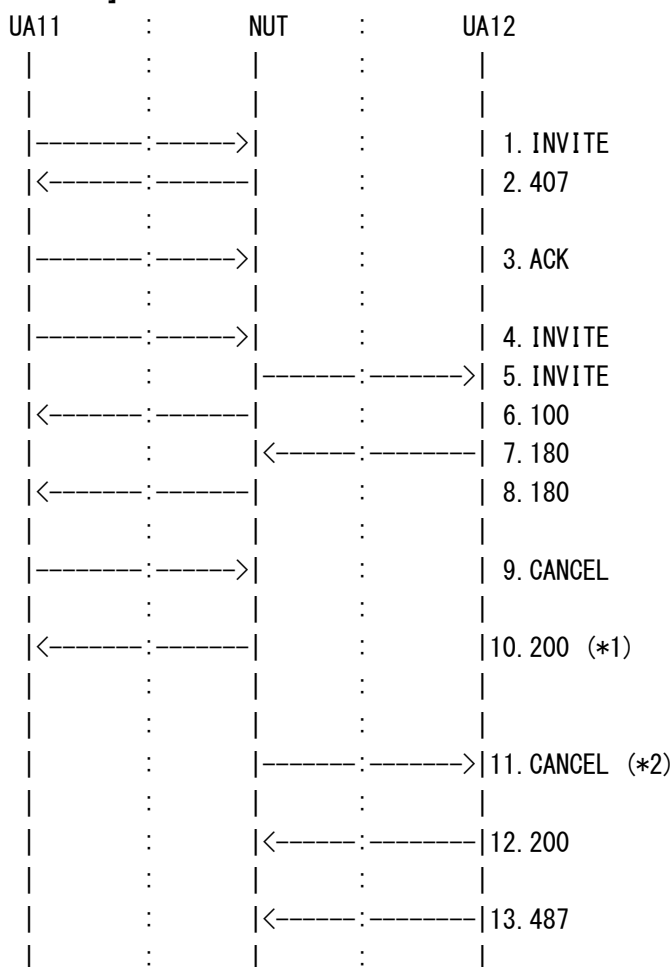 UA11 : NUT : UA12
| : | : |
| : | : |
|--------:------>| : | 1. INVITE
|<-------:-------| : | 2. 407
| : | : |
|--------:------>| : | 3. ACK
| : | : |
|--------:------>| : | 4. INVITE
| : |-------:------->| 5. INVITE
|<-------:-------| : | 6. 100
| : |<------:--------| 7. 180
|<-------:-------| : | 8. 180
| : | : |
|--------:------>| : | 9. CANCEL
| : | : |
|<-------:-------| : |10. 200 (*1)
| : | : |
| : | : |
| : |-------:------->|11. CANCEL (*2)
| : | : |
| : |<------:--------|12. 200
| : | : |
| : |<------:--------|13. 487
| : | : |